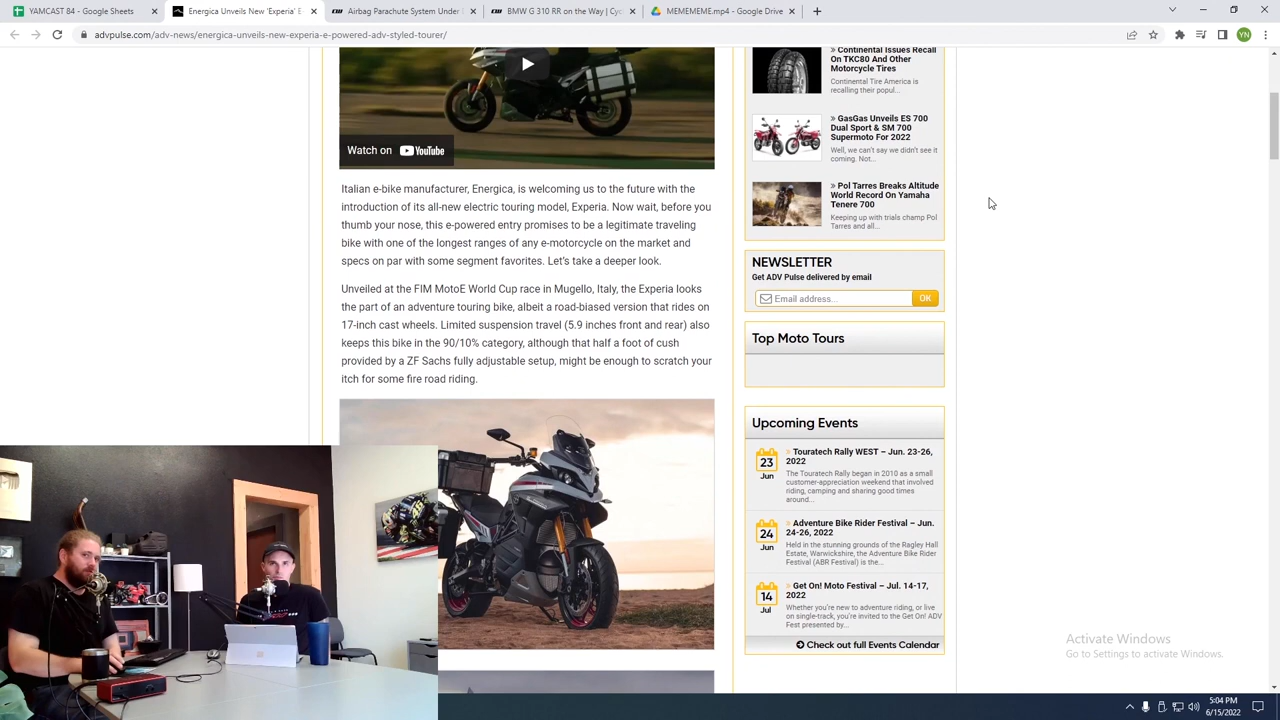 YAMCAST 84 - Google Sheets
Energica Unveils New 'Experia' E
Airbag Parachute System Under
BMW G 310 RR on the Way | Cyc
MEMEMEME.mp4 - Google Drive
advpulse.com/adv-news/energica-unveils-new-experia-e-powered-adv-styled-tourer/
YN
Watch on YouTube
Italian e-bike manufacturer, Energica, is welcoming us to the future with the
introduction of its all-new electric touring model, Experia. Now wait, before you
thumb your nose, this e-powered entry promises to be a legitimate traveling
bike with one of the longest ranges of any e-motorcycle on the market and
specs on par with some segment favorites. Let's take a deeper look.
Unveiled at the FIM MotoE World Cup race in Mugello, Italy, the Experia looks
the part of an adventure touring bike, albeit a road-biased version that rides on
17-inch cast wheels. Limited suspension travel (5.9 inches front and rear) also
keeps this bike in the 90/10% category, although that half a foot of cush
provided by a ZF Sachs fully adjustable setup, might be enough to scratch your
itch for some fire road riding.
» Continental Issues Recall
On TKC80 And Other
Motorcycle Tires
Continental Tire America is
recalling their popul...
» GasGas Unveils ES 700
Dual Sport & SM 700
Supermoto For 2022
Well, we can't say we didn't see it
coming. Not...
» Pol Tarres Breaks Altitude
World Record On Yamaha
Tenere 700
Keeping up with trials champ Pol
Tarres and all...
NEWSLETTER
Get ADV Pulse delivered by email
Email address...
OK
Top Moto Tours
Upcoming Events
23
Jun
» Touratech Rally WEST – Jun. 23-26,
2022
The Touratech Rally began in 2010 as a small
customer-appreciation weekend that involved
riding, camping and sharing good times
around...
24
Jun
» Adventure Bike Rider Festival – Jun.
24-26, 2022
Held in the stunning grounds of the Ragley Hall
Estate, Warwickshire, the Adventure Bike Rider
Festival (ABR Festival) is the...
14
Jul
» Get On! Moto Festival – Jul. 14-17,
2022
Whether you're new to adventure riding, or live
on single-track, you're invited to the Get On! ADV
Fest presented by...
Check out full Events Calendar
Activate Windows
Go to Settings to activate Windows.
5:04 PM
6/15/2022